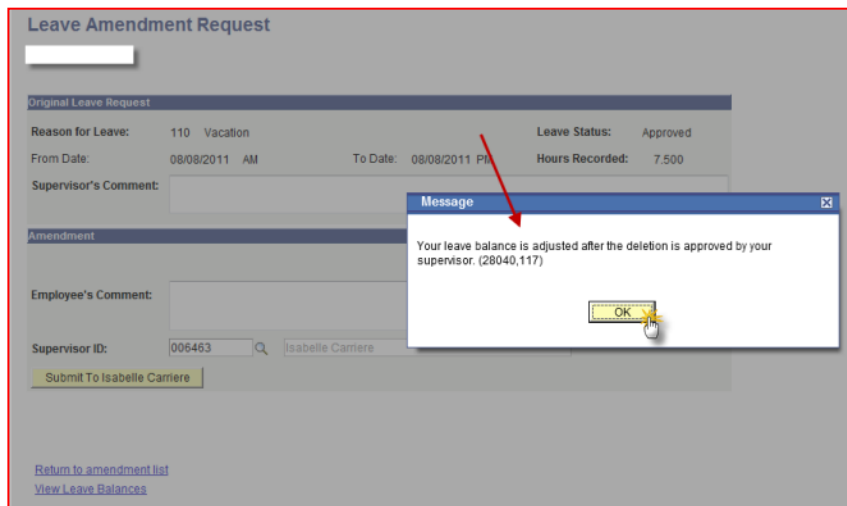 Leave Amendment Request
Original Leave Request
Reason for Leave: 110 Vacation Leave Status: Approved
From Date: 08/08/2011 AM To Date: 08/08/2011 PM Hours Recorded: 7.500
Supervisor's Comment:
Message
Amendment
Your leave balance is adjusted after the deletion is approved by your
supervisor. (28040,117)
Employee's Comment:
OK
Supervisor ID: 006463 Isabelle Carriere
Submit To Isabelle Carriere
Return to amendment list
View Leave Balances